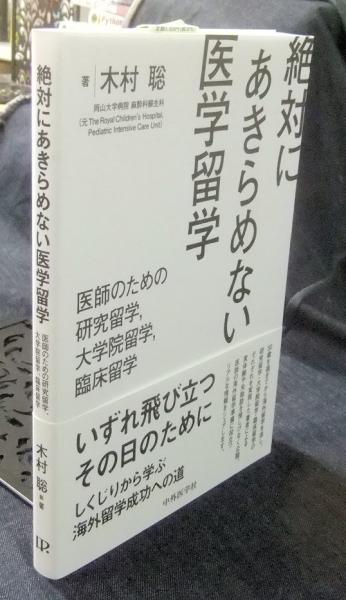 絶対に
あきらめない
医学留学
著 木村 聡
岡山大学病院 麻酔科蘇生科
(元 The Royal Children's Hospital,
Pediatric Intensive Care Unit)
医師のための
研究留学,
大学院留学,
臨床留学
いずれ飛び立つ
その日のために
しくじりから学ぶ
海外留学成功への道
中外医学社
絶対にあきらめない医学留学
医師のための研究留学,
大学院留学, 臨床留学
木村 聡
Python